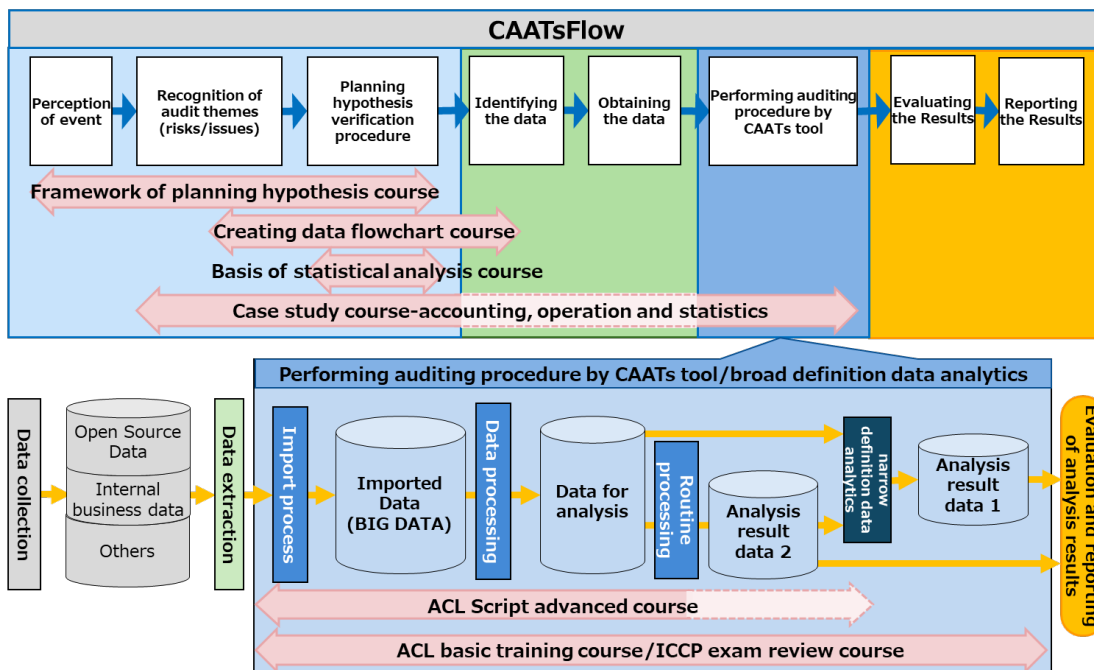 CAATsFlow
Perception
of event
Recognition of
audit themes
(risks/issues)
Planning
hypothesis
verification
procedure
Identifying
the data
Obtaining
the data
Performing auditing
procedure by
CAATs tool
Evaluating
the Results
Reporting
the Results
Framework of planning hypothesis course
Creating data flowchart course
Basis of statistical analysis course
Case study course-accounting, operation and statistics
Performing auditing procedure by CAATs tool/broad definition data analytics
Data collection
Open Source
Data
Internal
business data
Others
Data extraction
Import process
Imported
Data
(BIG DATA)
Data processing
Data for
analysis
Routine
processing
Analysis
result
data 2
narrow
definition data
analytics
Analysis
result
data 1
Evaluation and reporting
of analysis results
ACL Script advanced course
ACL basic training course/ICCP exam review course